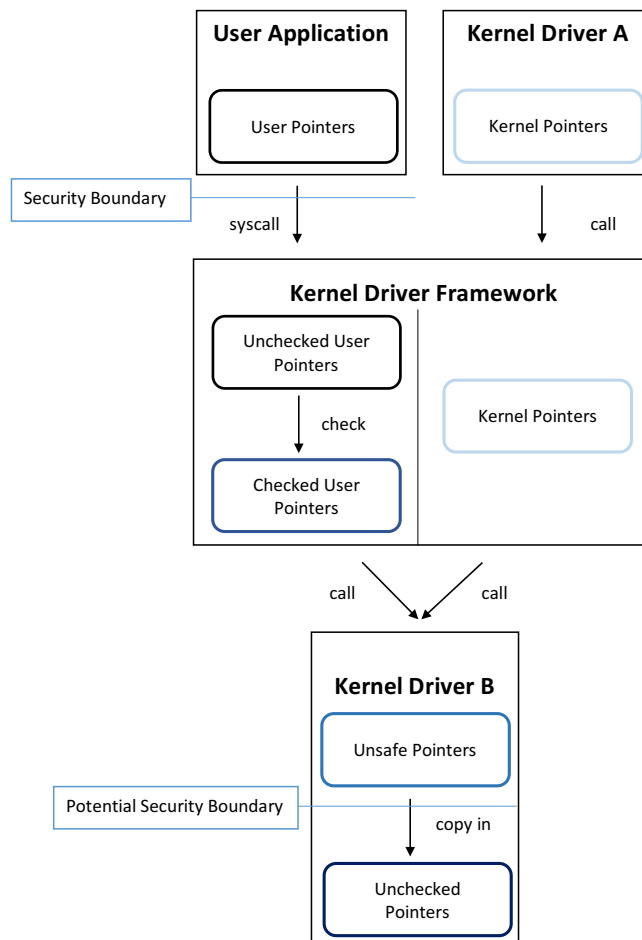 User Application
Kernel Driver A
User Pointers
Kernel Pointers
Security Boundary
syscall
call
Kernel Driver Framework
Unchecked User
Pointers
check
Kernel Pointers
Checked User
Pointers
call
call
Kernel Driver B
Unsafe Pointers
Potential Security Boundary
copy in
Unchecked
Pointers